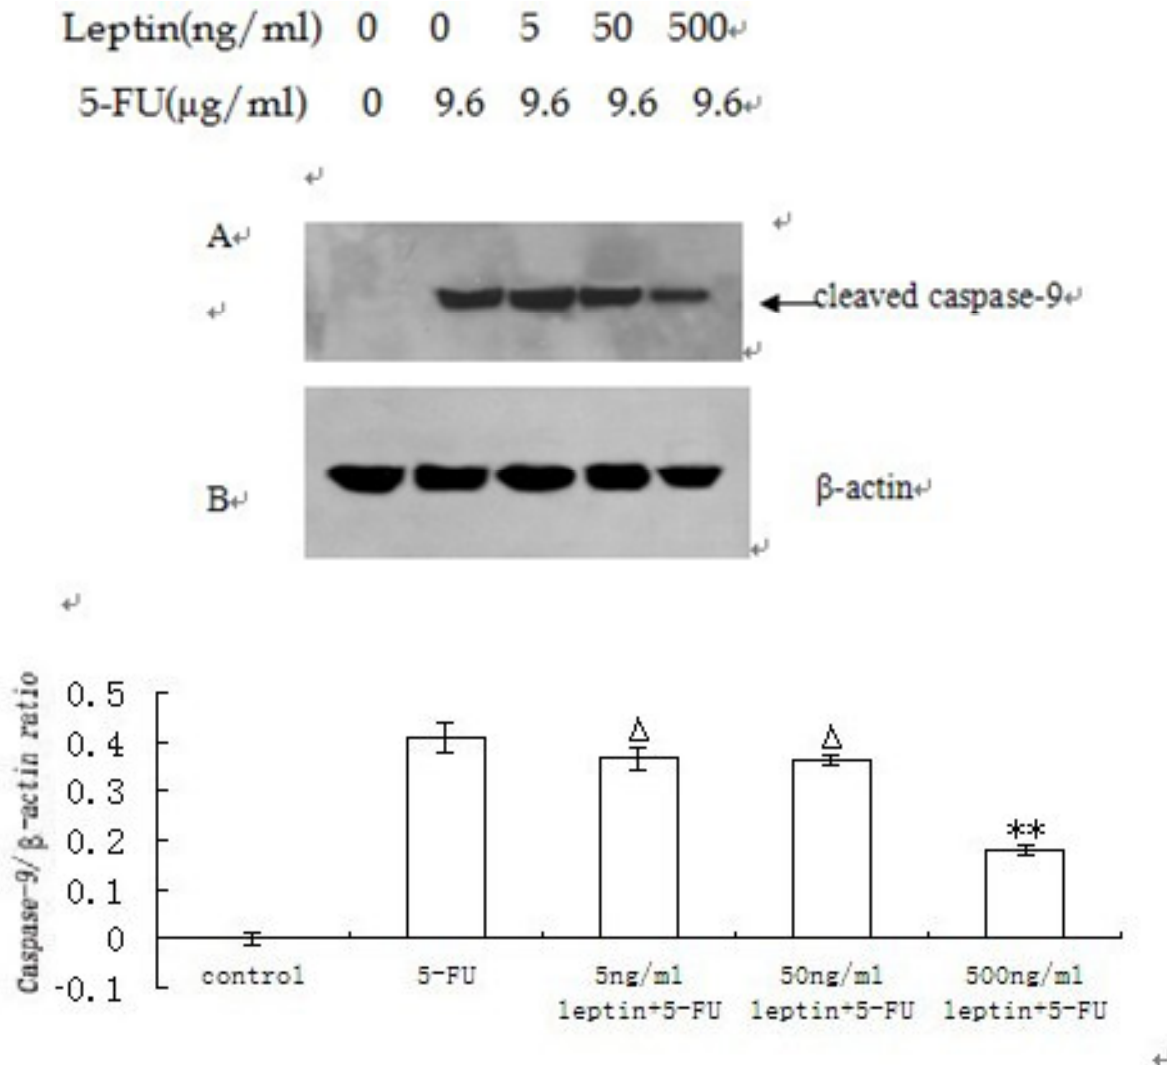 Leptin(ng/ml) 0 0 5 50 500↵
5-FU(μg/ml) 0 9.6 9.6 9.6 9.6↵
↵
A↵ ↵
↵ cleaved caspase-9↵
↵
B↵ β-actin↵
↵
↵
Caspase-9/β-actin ratio
0.5
0.4 Δ Δ
0.3
0.2 **
0.1
0
-0.1
control 5-FU 5ng/ml 50ng/ml 500ng/ml
leptin+5-FU leptin+5-FU leptin+5-FU
↵